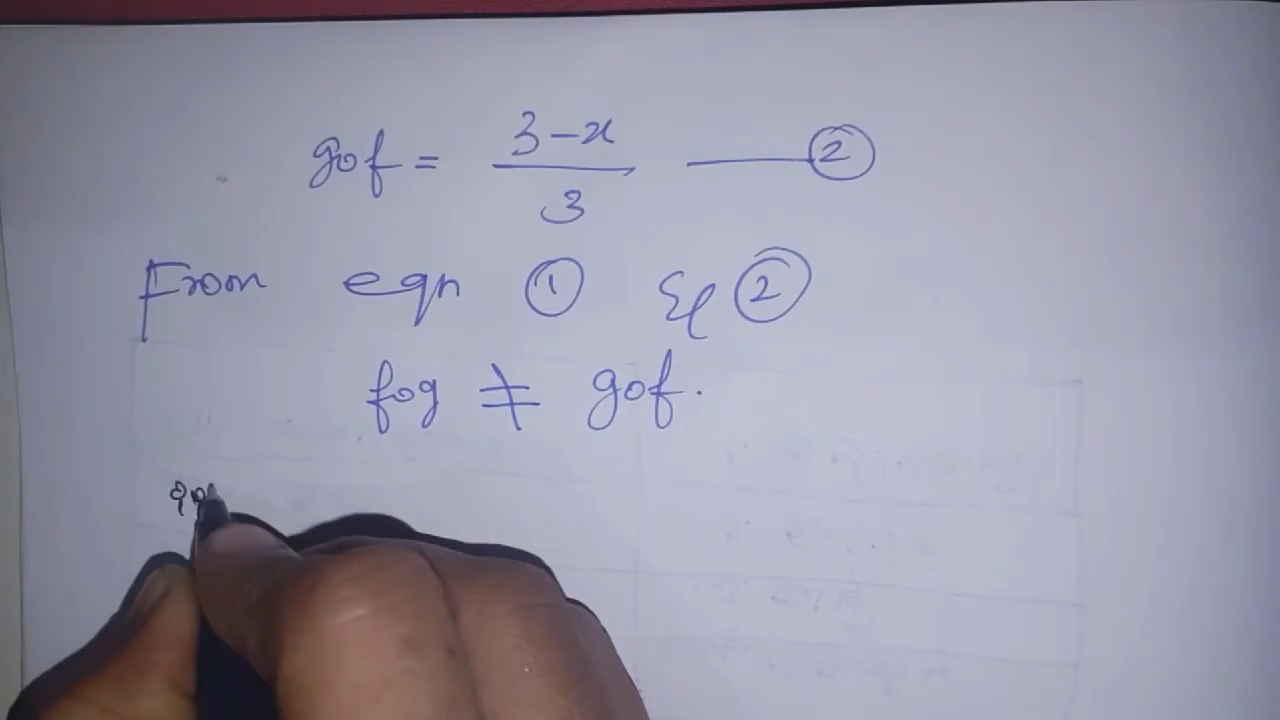 gof = 3-x / 3 —— ②
From eqn ① & ②
fog ≠ gof.